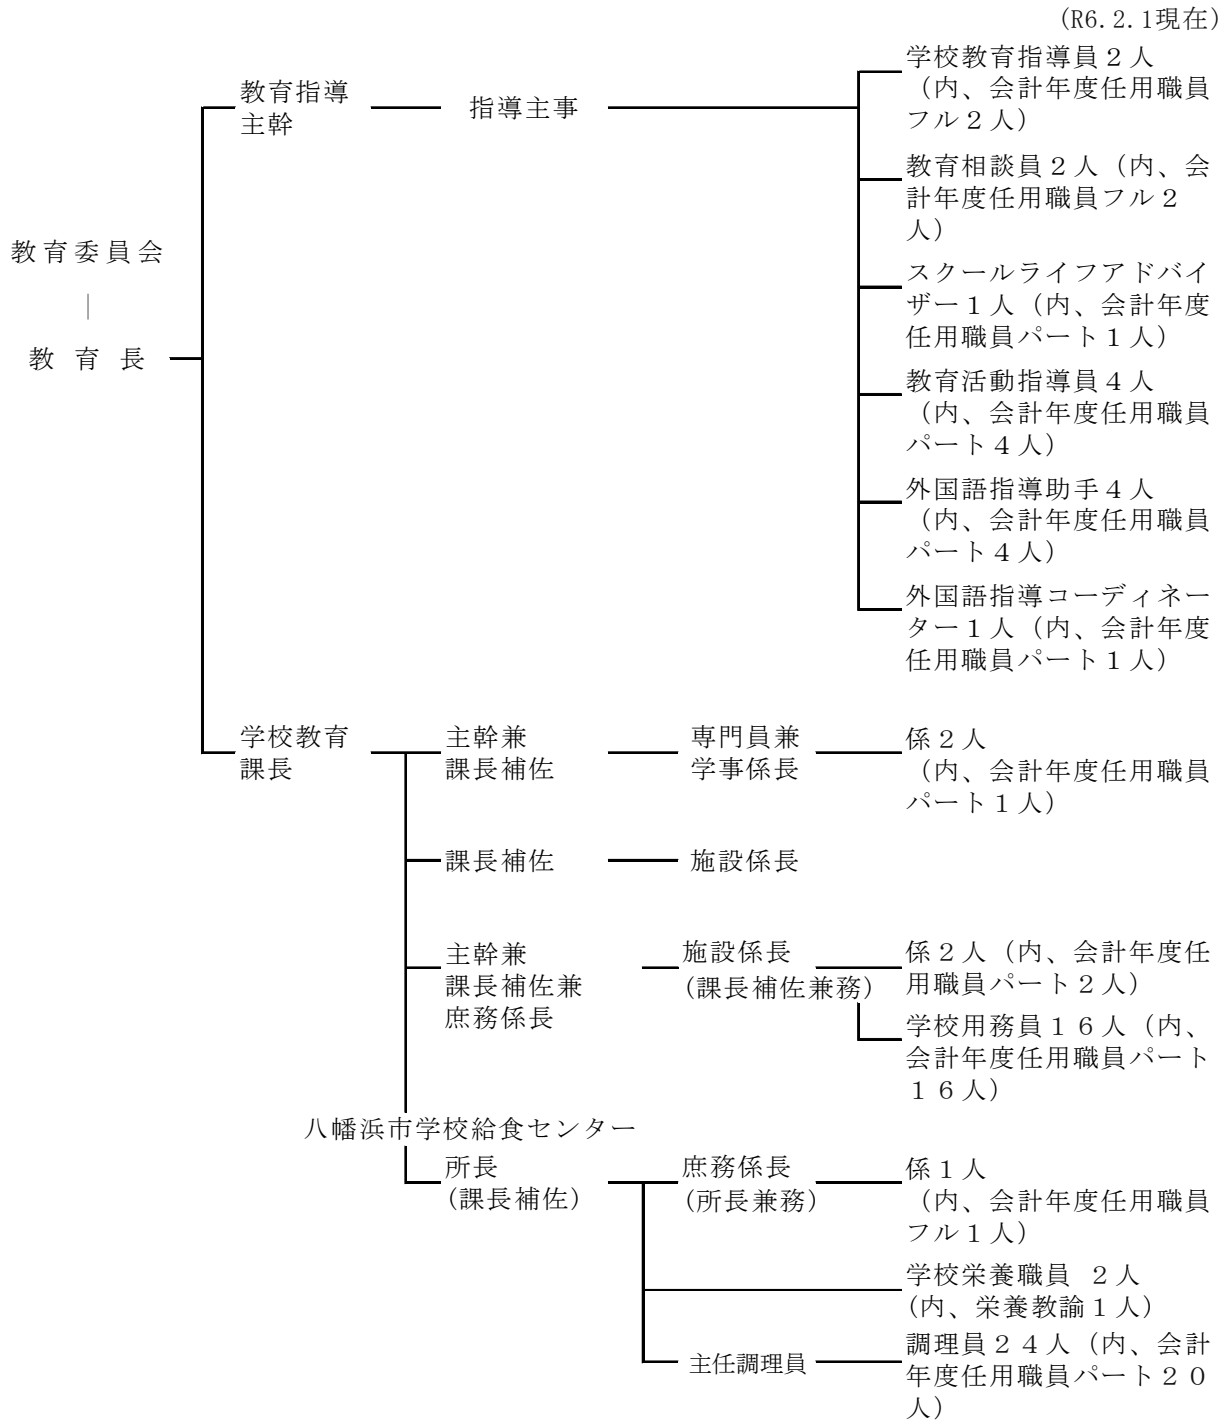 (R6.2.1現在)
教育委員会
｜
教 育 長
教育指導
主幹
指導主事
学校教育指導員２人
（内、会計年度任用職員
フル２人）
教育相談員２人（内、会
計年度任用職員フル２
人）
スクールライフアドバイ
ザー１人（内、会計年度
任用職員パート１人）
教育活動指導員４人
（内、会計年度任用職員
パート４人）
外国語指導助手４人
（内、会計年度任用職員
パート４人）
外国語指導コーディネー
ター１人（内、会計年度
任用職員パート１人）
学校教育
課長
主幹兼
課長補佐
専門員兼
学事係長
係２人
（内、会計年度任用職員
パート１人）
課長補佐
施設係長
主幹兼
課長補佐兼
庶務係長
施設係長
(課長補佐兼務)
係２人（内、会計年度任
用職員パート２人）
学校用務員１６人（内、
会計年度任用職員パート
１６人）
八幡浜市学校給食センター
所長
(課長補佐)
庶務係長
(所長兼務)
係１人
（内、会計年度任用職員
フル１人）
学校栄養職員 ２人
(内、栄養教諭１人)
主任調理員
調理員２４人（内、会計
年度任用職員パート２０
人）